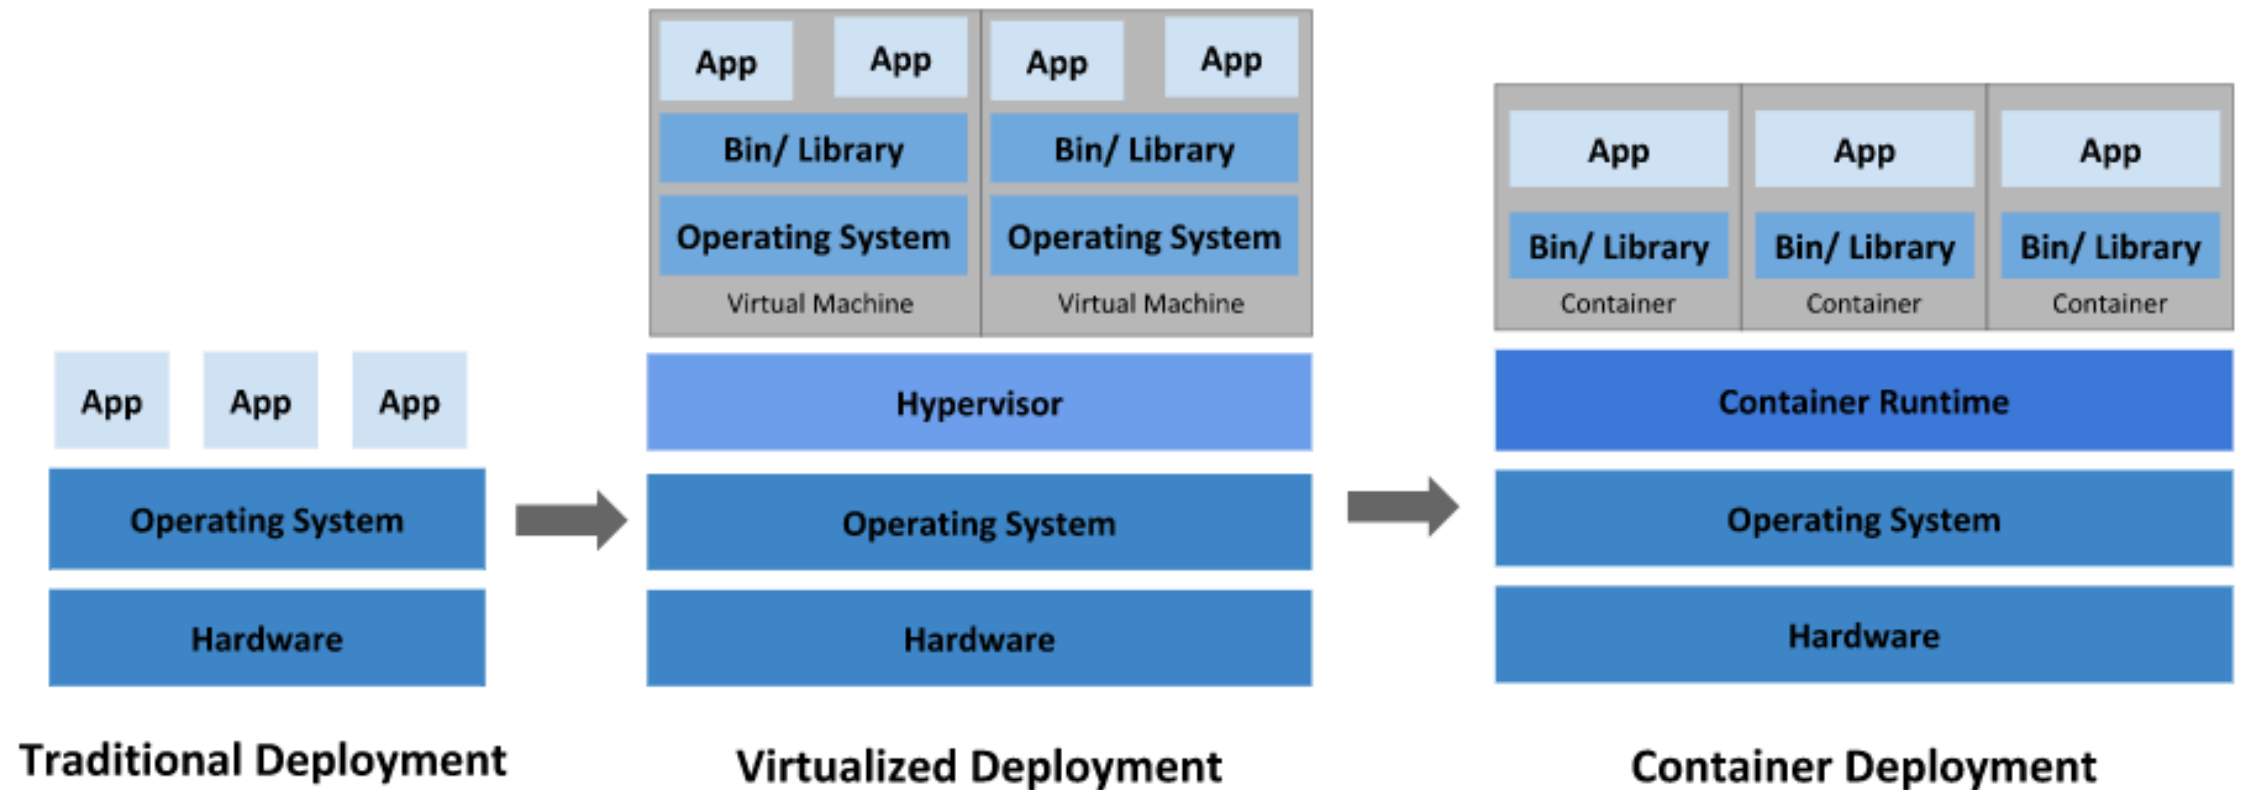 App App App
Operating System
Hardware
Traditional Deployment
App App App App
Bin/ Library Bin/ Library
Operating System Operating System
Virtual Machine Virtual Machine
Hypervisor
Operating System
Hardware
Virtualized Deployment
App App App
Bin/ Library Bin/ Library Bin/ Library
Container Container Container
Container Runtime
Operating System
Hardware
Container Deployment